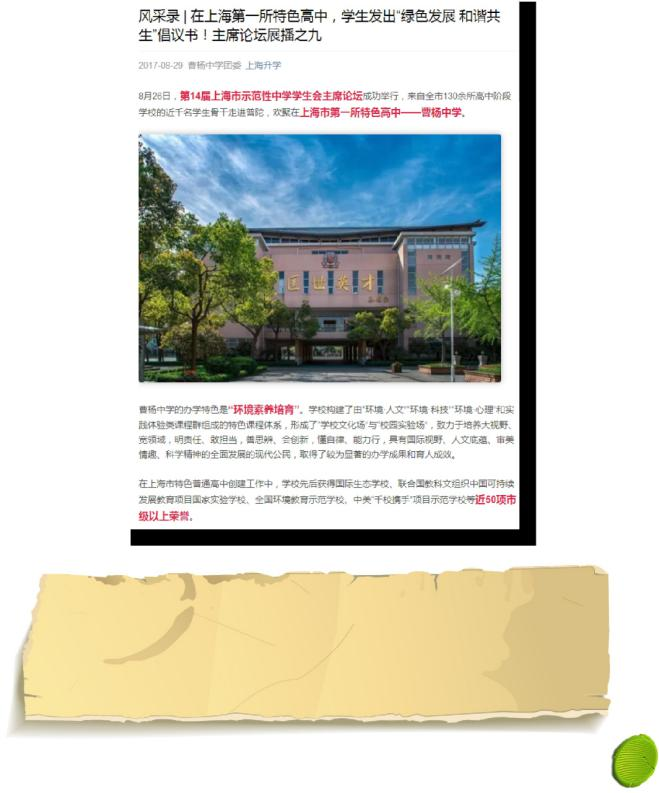 风采录 | 在上海第一所特色高中，学生发出“绿色发展 和谐共
生”倡议书！主席论坛展播之九
2017-08-29 曹杨中学团委 上海升学
8月26日，第14届上海市示范性中学学生会主席论坛成功举行，来自全市130余所高中阶段
学校的近千名学生骨干走进普陀，欢聚在上海市第一所特色高中——曹杨中学。
匡世英才
曹杨中学的办学特色是“环境素养培育”。学校构建了由“环境·人文”“环境·科技”“环境·心理”和实
践体验类课程群组成的特色课程体系，形成了“学校文化场”与“校园实验场”，致力于培养大视野、
宽领域，明责任、敢担当，善思辨、会创新，懂自律、能力行，具有国际视野、人文底蕴、审美
情趣、科学精神的全面发展的现代公民，取得了较为显著的办学成果和育人成效。
在上海市特色普通高中创建工作中，学校先后获得国际生态学校、联合国教科文组织中国可持续
发展教育项目国家实验学校、全国环境教育示范学校、中美“千校携手”项目示范学校等近50项市
级以上荣誉。